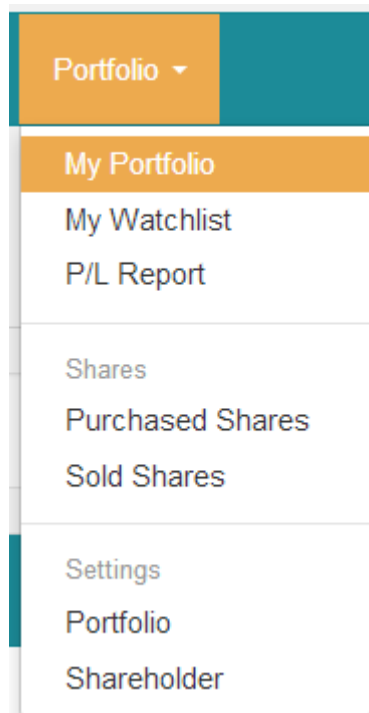 Portfolio
My Portfolio
My Watchlist
P/L Report
Shares
Purchased Shares
Sold Shares
Settings
Portfolio
Shareholder